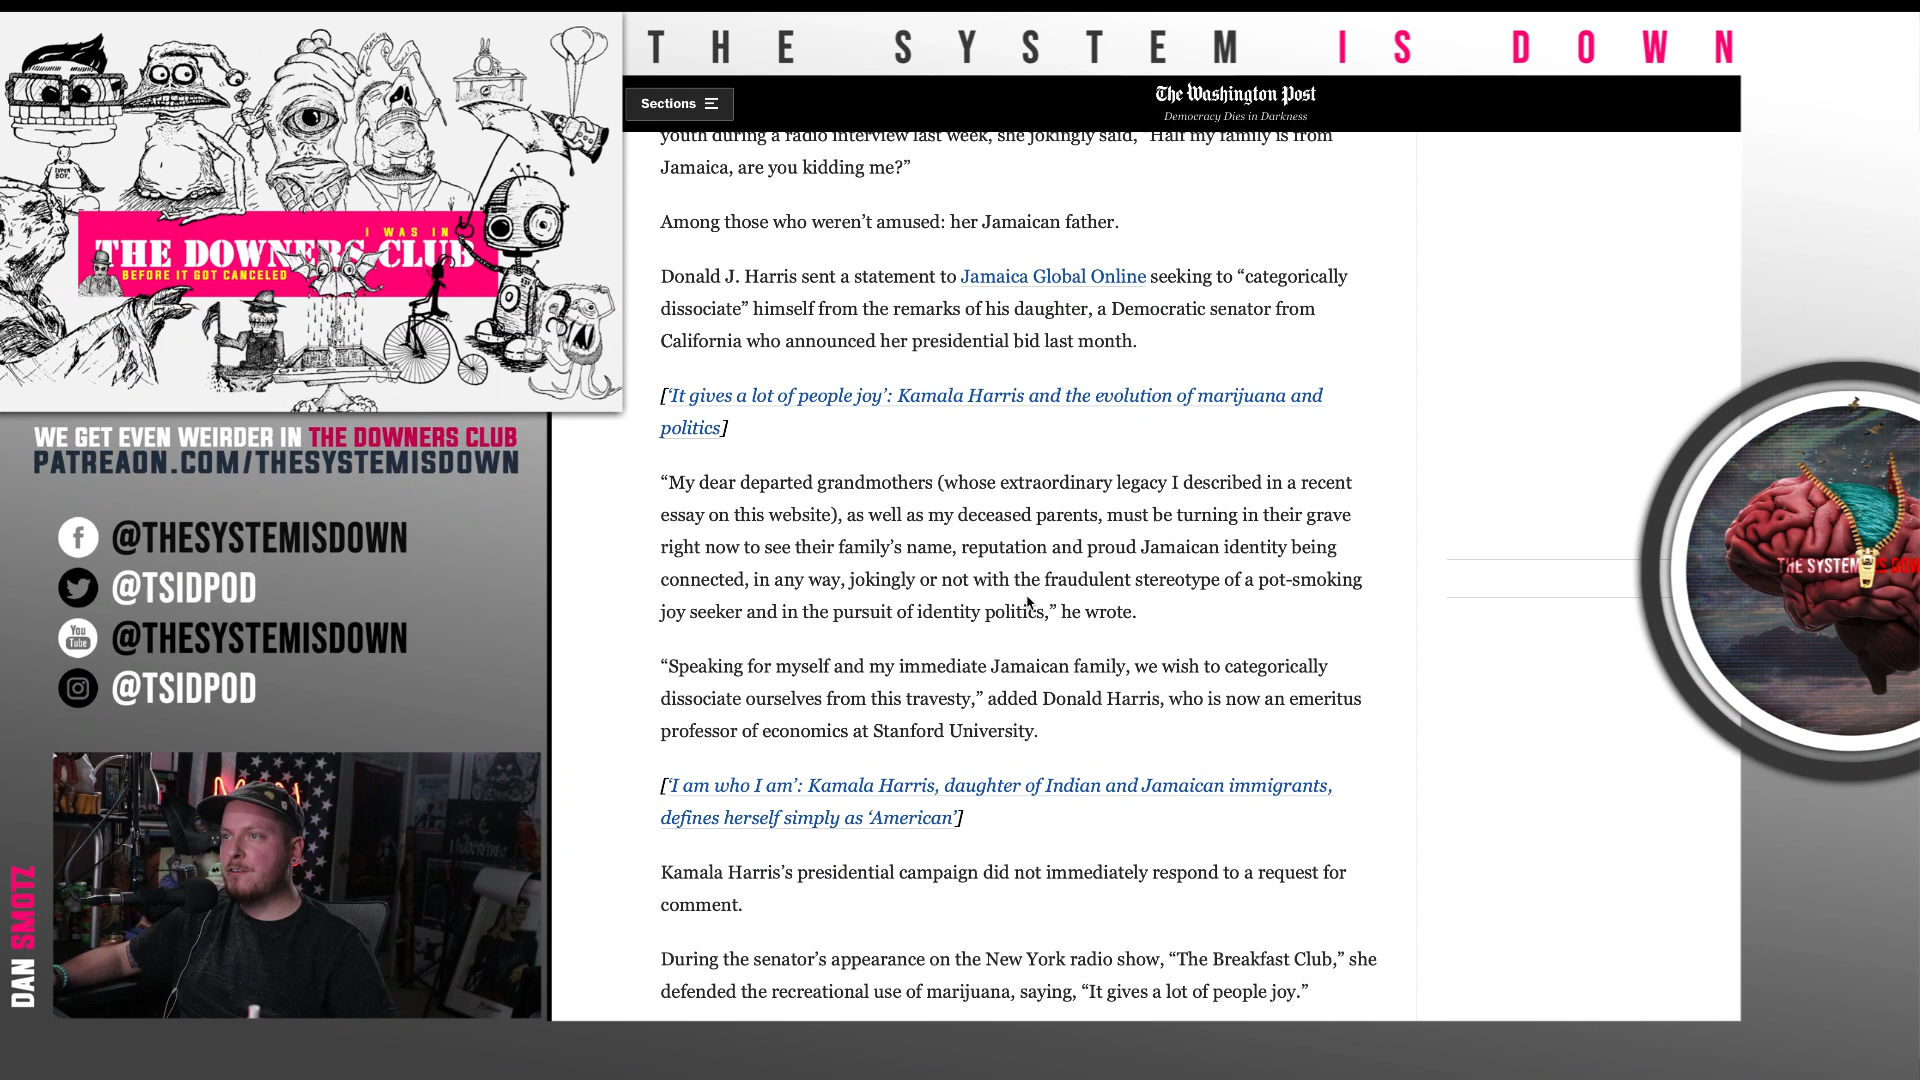 THE SYSTEM IS DOWN
Sections
The Washington Post
Democracy Dies in Darkness
SUPER
BOY.
I WAS IN
THE DOWNERS CLUB
BEFORE IT GOT CANCELED
WE GET EVEN WEIRDER IN THE DOWNERS CLUB
PATREAON.COM/THESYSTEMISDOWN
@THESYSTEMISDOWN
@TSIDPOD
You
Tube
@THESYSTEMISDOWN
@TSIDPOD
DAN SMOTZ
youth during a radio interview last week, she jokingly said, “Half my family is from
Jamaica, are you kidding me?”
Among those who weren’t amused: her Jamaican father.
Donald J. Harris sent a statement to Jamaica Global Online seeking to “categorically
dissociate” himself from the remarks of his daughter, a Democratic senator from
California who announced her presidential bid last month.
[‘It gives a lot of people joy’: Kamala Harris and the evolution of marijuana and
politics]
“My dear departed grandmothers (whose extraordinary legacy I described in a recent
essay on this website), as well as my deceased parents, must be turning in their grave
right now to see their family’s name, reputation and proud Jamaican identity being
connected, in any way, jokingly or not with the fraudulent stereotype of a pot-smoking
joy seeker and in the pursuit of identity politics,” he wrote.
“Speaking for myself and my immediate Jamaican family, we wish to categorically
dissociate ourselves from this travesty,” added Donald Harris, who is now an emeritus
professor of economics at Stanford University.
[‘I am who I am’: Kamala Harris, daughter of Indian and Jamaican immigrants,
defines herself simply as ‘American’]
Kamala Harris’s presidential campaign did not immediately respond to a request for
comment.
During the senator’s appearance on the New York radio show, “The Breakfast Club,” she
defended the recreational use of marijuana, saying, “It gives a lot of people joy.”
THE SYSTEM IS DOW